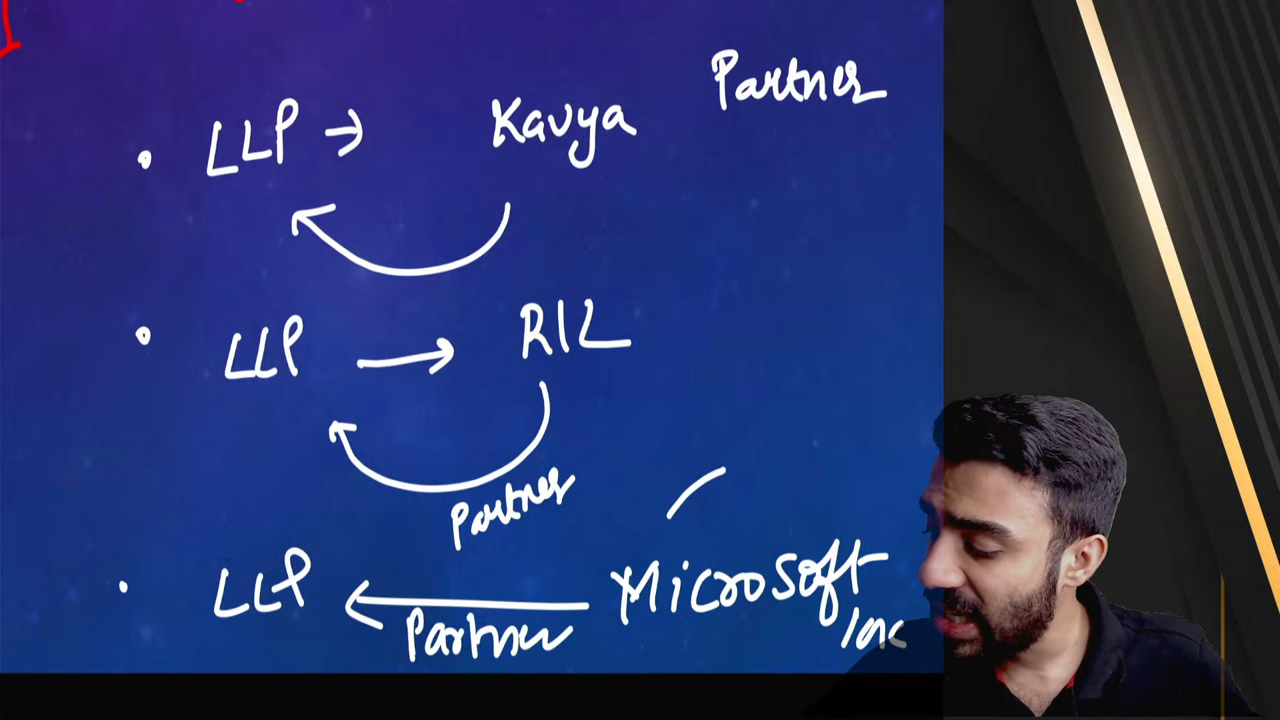 Partner
• LLP → Kavya
• LLP → RIL
Partner
• LLP ← Microsoft
Partner Inc